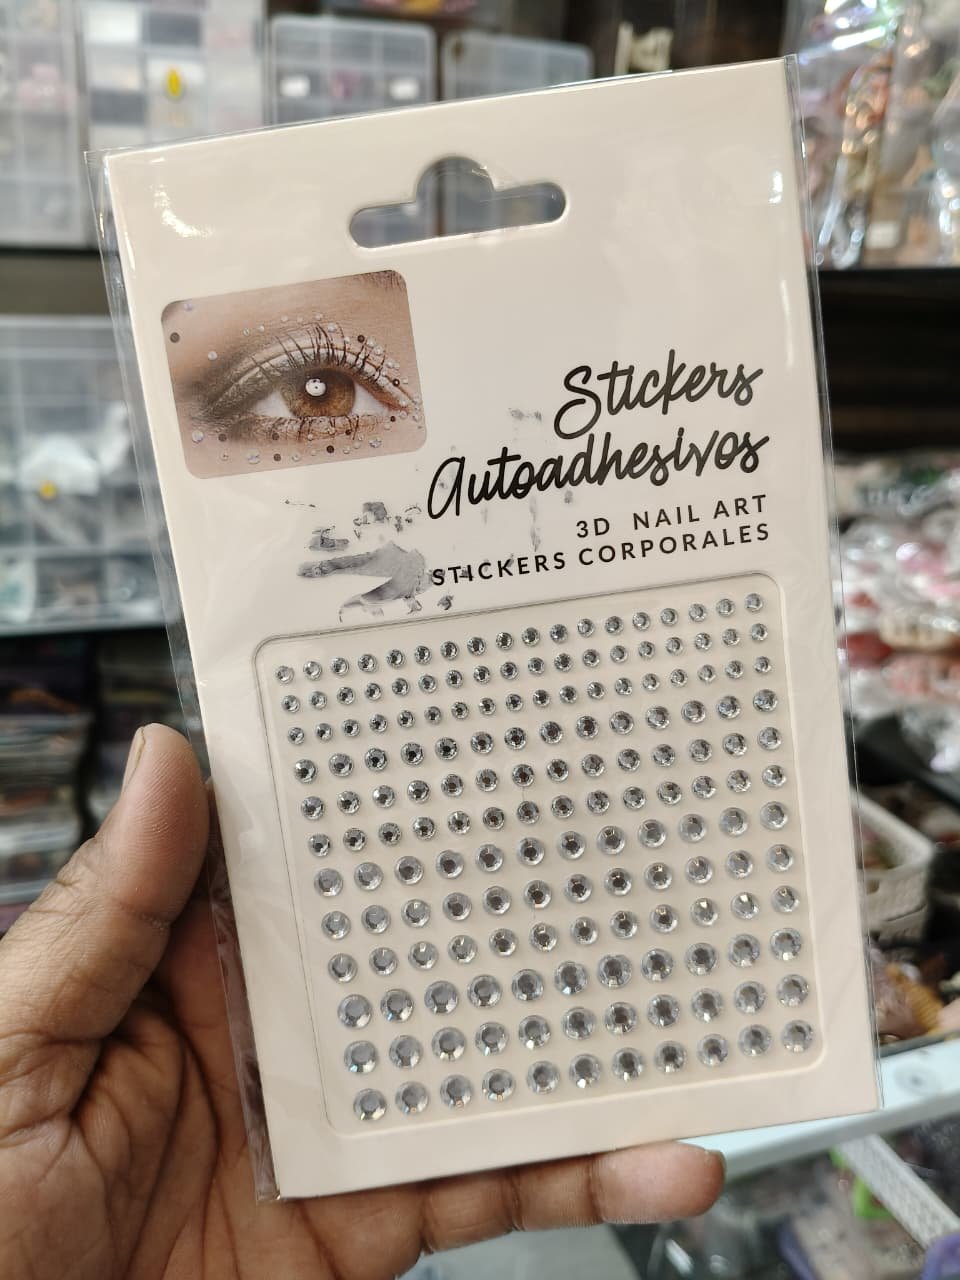 Stickers
Autoadhesivos
3D NAIL ART
STICKERS CORPORALES